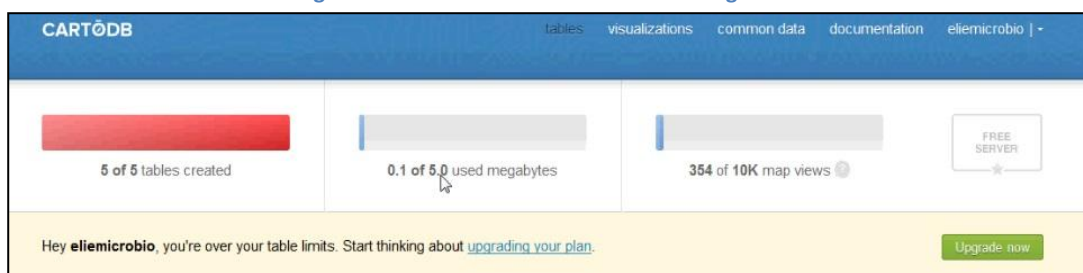 CARTODB tables visualizations common data documentation eliemicrobio | -
5 of 5 tables created 0.1 of 5.0 used megabytes 354 of 10K map views ? FREE
SERVER
Hey eliemicrobio, you're over your table limits. Start thinking about upgrading your plan. Upgrade now